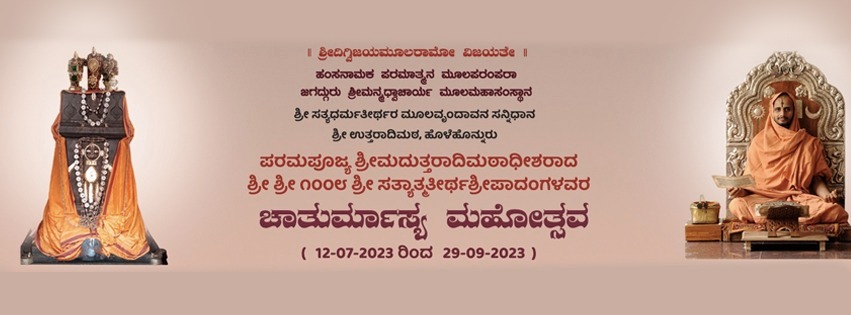 ॥ ಶ್ರೀದಿಗ್ವಿಜಯಮೂಲರಾಮೋ ವಿಜಯತೇ ॥
ಹಂಸನಾಮಕ ಪರಮಾತ್ಮನ ಮೂಲಪರಂಪರಾ
ಜಗದ್ಗುರು ಶ್ರೀಮನ್ಮಧ್ವಾಚಾರ್ಯ ಮೂಲಮಹಾಸಂಸ್ಥಾನ
ಶ್ರೀ ಸತ್ಯಧರ್ಮತೀರ್ಥರ ಮೂಲವೃಂದಾವನ ಸನ್ನಿಧಾನ
ಶ್ರೀ ಉತ್ತರಾದಿಮಠ, ಹೊಳೆಹೊನ್ನುರು
ಪರಮಪೂಜ್ಯ ಶ್ರೀಮದುತ್ತರಾದಿಮಠಾಧೀಶರಾದ
ಶ್ರೀ ಶ್ರೀ ೧೦೦೮ ಶ್ರೀ ಸತ್ಯಾತ್ಮತೀರ್ಥಶ್ರೀಪಾದಂಗಳವರ
ಚಾತುರ್ಮಾಸ್ಯ ಮಹೋತ್ಸವ
( 12-07-2023 ರಿಂದ 29-09-2023 )